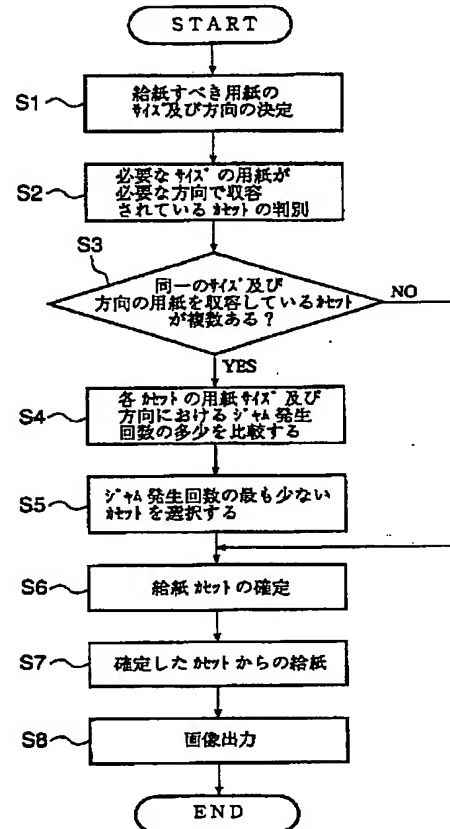 START
S1
給紙すべき用紙の
ｻｲｽﾞ及び方向の決定
S2
必要なｻｲｽﾞの用紙が
必要な方向で収容
されているｶｾｯﾄの判別
S3
同一のｻｲｽﾞ及び
方向の用紙を収容しているｶｾｯﾄ
が複数ある？
NO
YES
S4
各ｶｾｯﾄの用紙ｻｲｽﾞ及び
方向におけるｼﾞｬﾑ発生
回数の多少を比較する
S5
ｼﾞｬﾑ発生回数の最も少ない
ｶｾｯﾄを選択する
S6
給紙ｶｾｯﾄの確定
S7
確定したｶｾｯﾄからの給紙
S8
画像出力
END